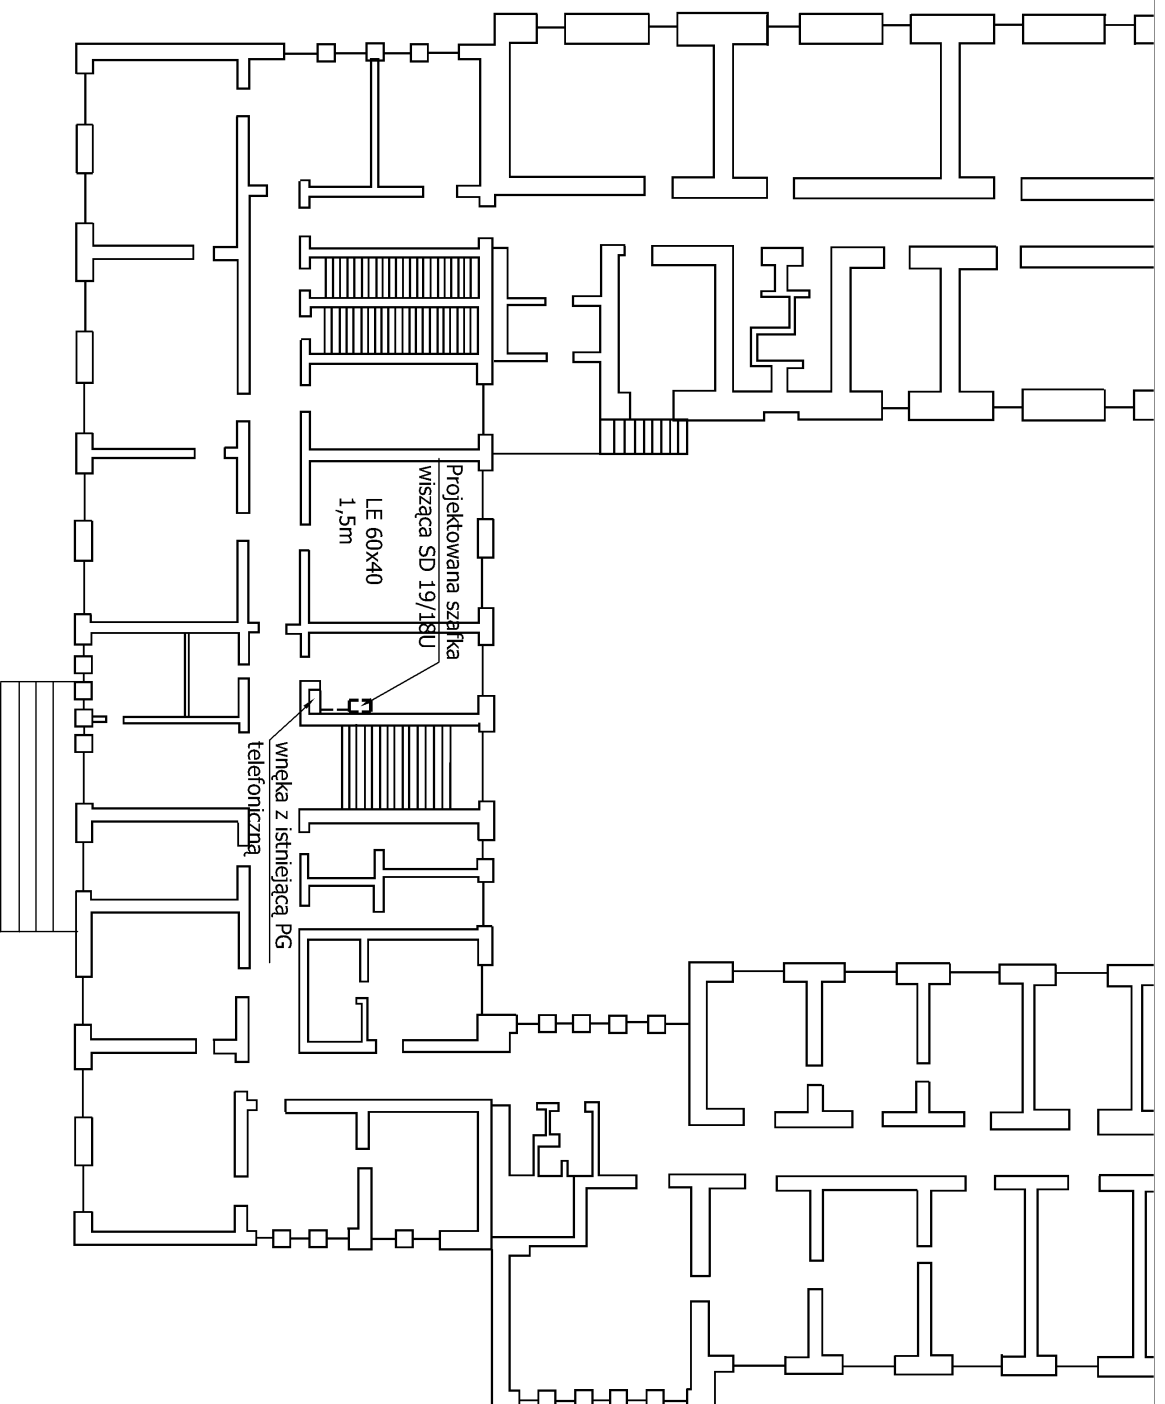 Projektowana szafka
wisząca SD 19/18U
LE 60x40
1,5m
wnęka z istniejącą PG
telefoniczną